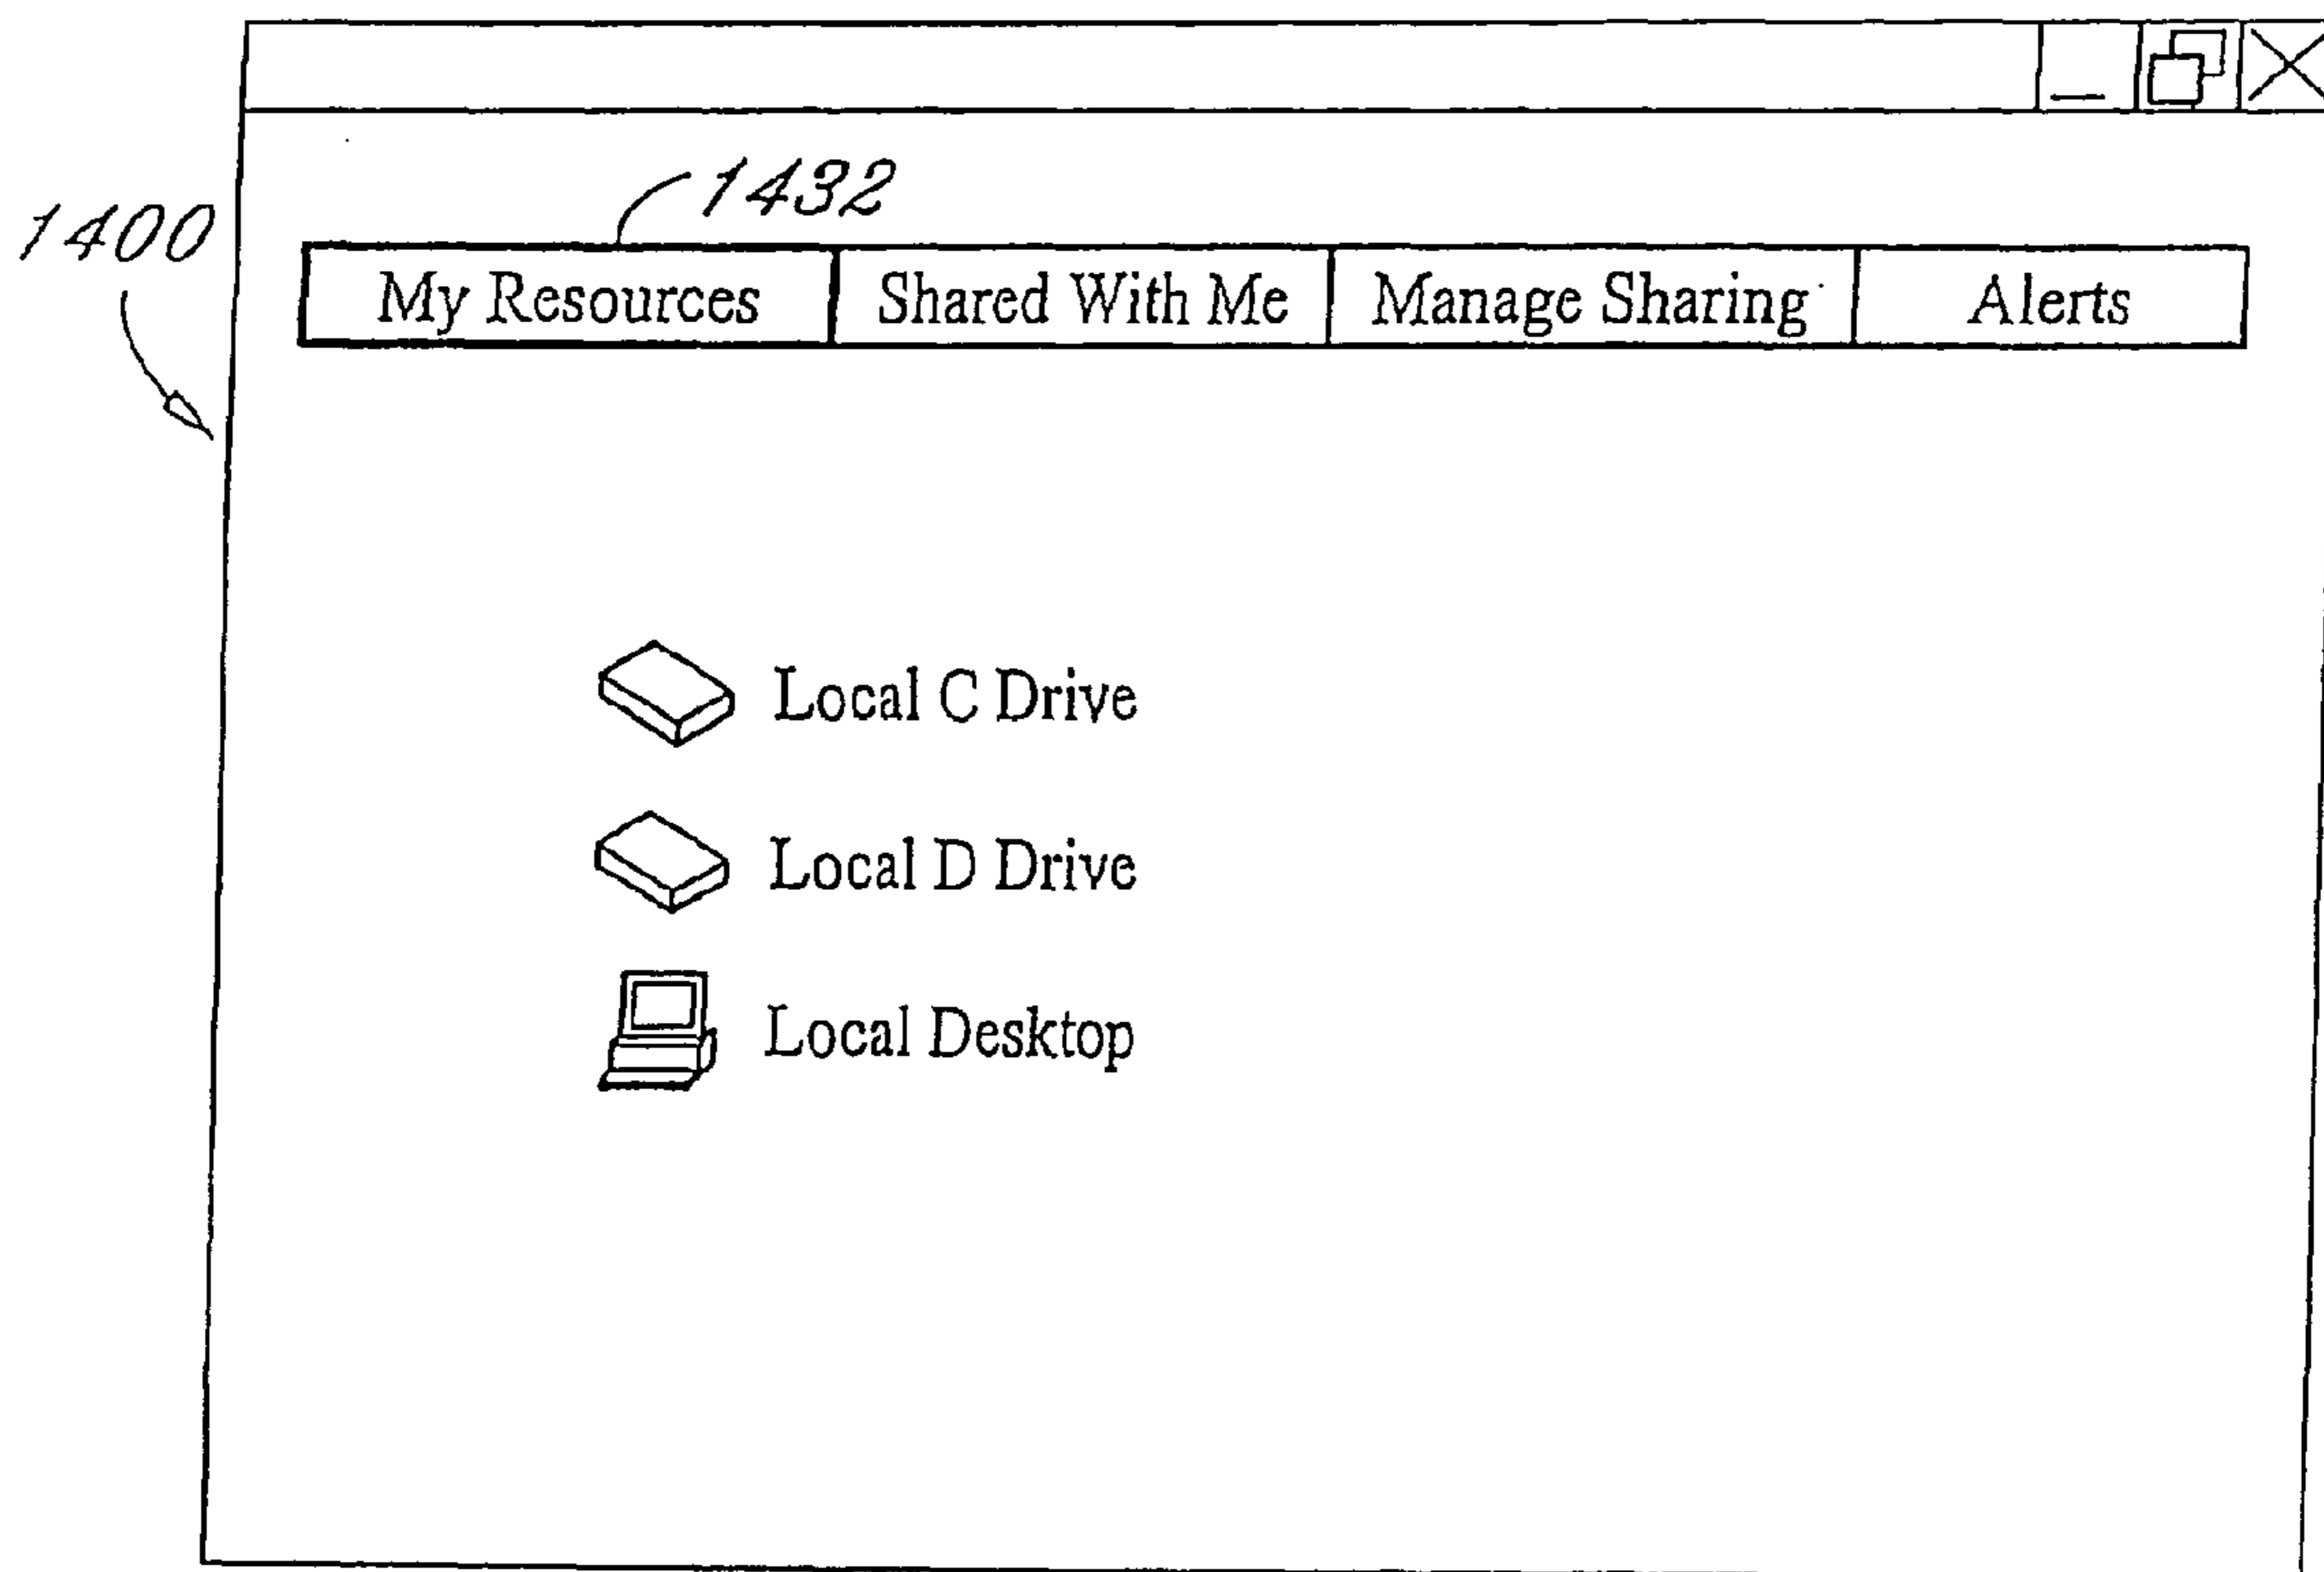 1432
1400
My Resources Shared With Me Manage Sharing Alerts
Local C Drive
Local D Drive
Local Desktop